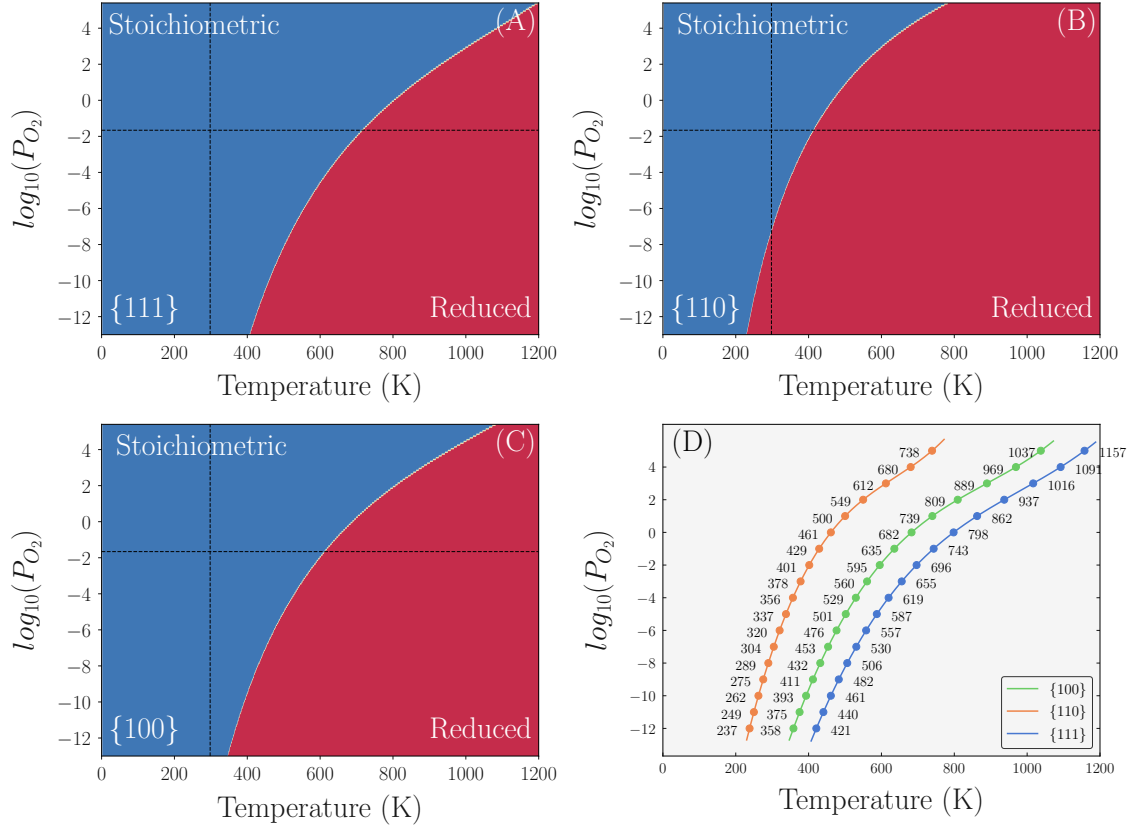 Stoichiometric (A)
4
2
0
−2
−4
−6
−8
−10
−12
log10(PO2)
{111} Reduced
0 200 400 600 800 1000 1200
Temperature (K)
Stoichiometric (B)
4
2
0
−2
−4
−6
−8
−10
−12
log10(PO2)
{110} Reduced
0 200 400 600 800 1000 1200
Temperature (K)
Stoichiometric (C)
4
2
0
−2
−4
−6
−8
−10
−12
log10(PO2)
{100} Reduced
0 200 400 600 800 1000 1200
Temperature (K)
(D)
4
2
0
−2
−4
−6
−8
−10
−12
log10(PO2)
738 1037 1157
680 969 1091
612 889 1016
549 809 937
500 739 862
461 682 798
429 635 743
401 595 696
378 560 655
356 529 619
337 501 587
320 476 557
304 453 530
289 432 506
275 411 482
262 393 461
249 375 440
237 358 421
{100}
{110}
{111}
0 200 400 600 800 1000 1200
Temperature (K)